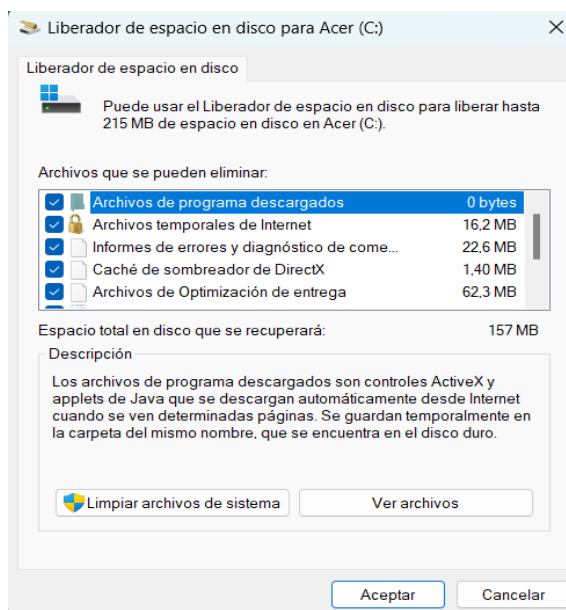 Liberador de espacio en disco para Acer (C:)
Liberador de espacio en disco
Puede usar el Liberador de espacio en disco para liberar hasta
215 MB de espacio en disco en Acer (C:).
Archivos que se pueden eliminar:
Archivos de programa descargados 0 bytes
Archivos temporales de Internet 16,2 MB
Informes de errores y diagnóstico de come... 22,6 MB
Caché de sombreador de DirectX 1,40 MB
Archivos de Optimización de entrega 62,3 MB
Espacio total en disco que se recuperará: 157 MB
Descripción
Los archivos de programa descargados son controles ActiveX y
applets de Java que se descargan automáticamente desde Internet
cuando se ven determinadas páginas. Se guardan temporalmente en
la carpeta del mismo nombre, que se encuentra en el disco duro.
Limpiar archivos de sistema Ver archivos
Aceptar Cancelar